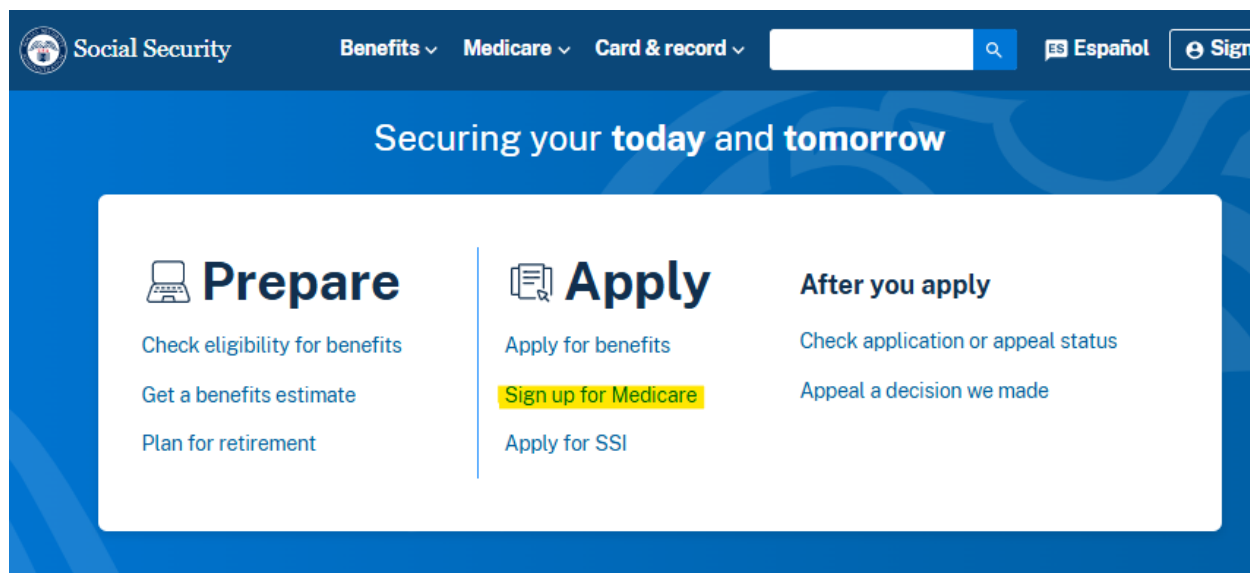 Social Security
Benefits
Medicare
Card & record
ES Español
Sign
Securing your today and tomorrow
Prepare
Check eligibility for benefits
Get a benefits estimate
Plan for retirement
Apply
Apply for benefits
Sign up for Medicare
Apply for SSI
After you apply
Check application or appeal status
Appeal a decision we made